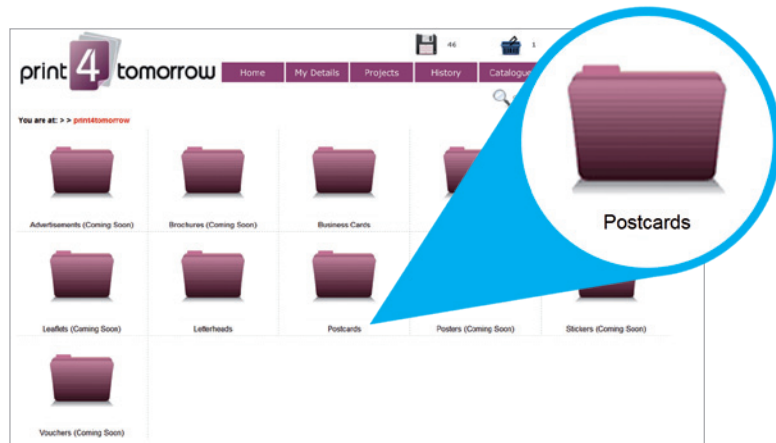 print 4 tomorrow
46
1
Home
My Details
Projects
History
Catalogue
You are at: > > print4tomorrow
Advertisements (Coming Soon)
Brochures (Coming Soon)
Business Cards
Postcards
Leaflets (Coming Soon)
Letterheads
Postcards
Posters (Coming Soon)
Stickers (Coming Soon)
Vouchers (Coming Soon)